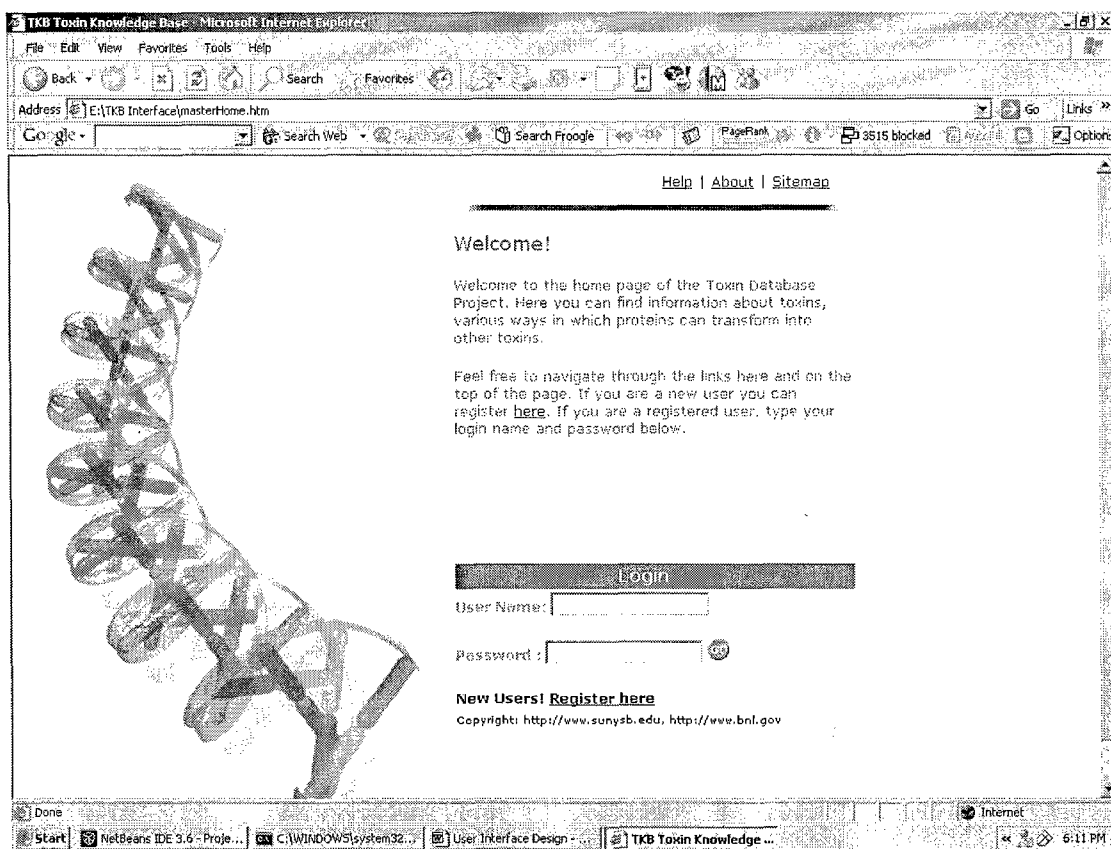 TKB Toxin Knowledge Base - Microsoft Internet Explorer
File Edit View Favorites Tools Help
Back Search Favorites
Address E:\TKB Interface\masterHome.htm Go Links »
Google - Search Web Search Froogle PageRank 3515 blocked Options
Help | About | Sitemap
Welcome!
Welcome to the home page of the Toxin Database
Project. Here you can find information about toxins,
various ways in which proteins can transform into
other toxins.
Feel free to navigate through the links here and on the
top of the page. If you are a new user you can
register here. If you are a registered user, type your
login name and password below.
Login
User Name:
Password :
New Users! Register here
Copyright: http://www.sunysb.edu, http://www.bnl.gov
Done Internet
Start NetBeans IDE 3.6 - Proje... C:\WINDOWS\system32... User Interface Design - ... TKB Toxin Knowledge ... « 6:11 PM